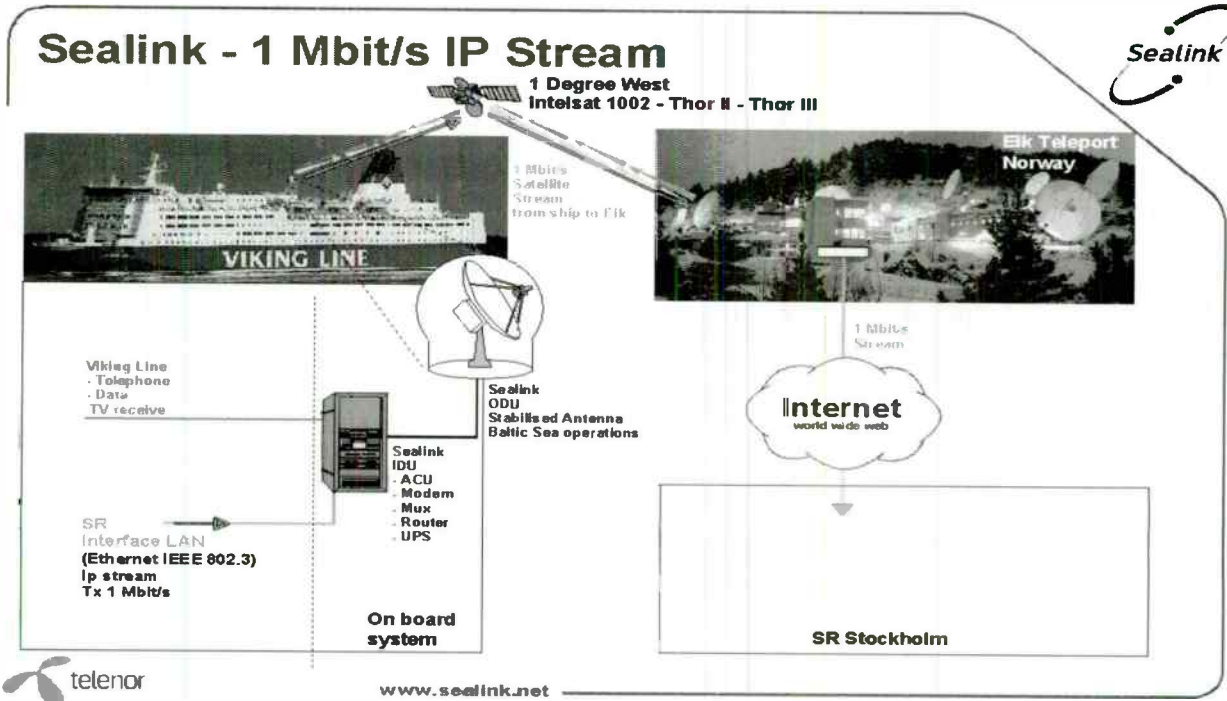 Sealink - 1 Mbit/s IP Stream
Sealink
1 Degree West
Intelsat 1002 - Thor II - Thor III
Eik Teleport
Norway
1 Mbit/s
Satellite
Stream
from ship to Eik
VIKING LINE
1 Mbit/s
Stream
Viking Line
- Telephone
- Data
TV receive
Sealink
ODU
Stabilised Antenna
Baltic Sea operations
Internet
world wide web
Sealink
IDU
- ACU
- Modem
- Mux
- Router
- UPS
SR
Interface LAN
(Ethernet IEEE 802.3)
Ip stream
Tx 1 Mbit/s
On board
system
SR Stockholm
telenor
www.sealink.net